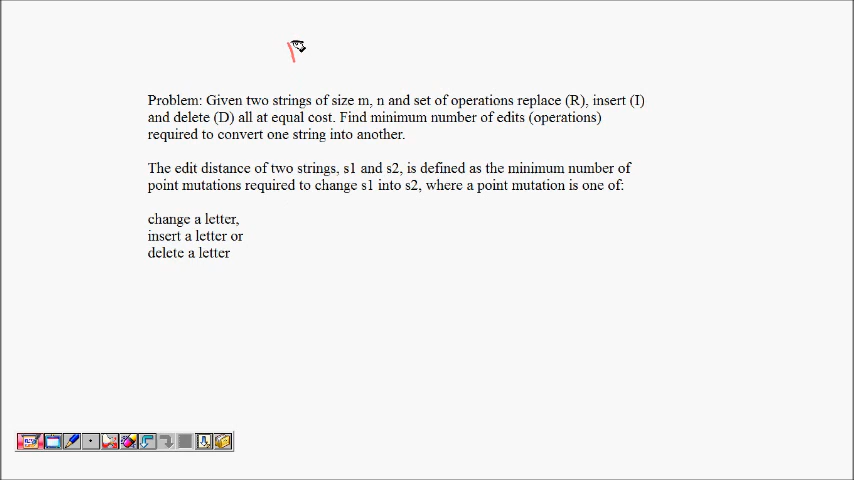 Problem: Given two strings of size m, n and set of operations replace (R), insert (I)
and delete (D) all at equal cost. Find minimum number of edits (operations)
required to convert one string into another.
The edit distance of two strings, s1 and s2, is defined as the minimum number of
point mutations required to change s1 into s2, where a point mutation is one of:
change a letter,
insert a letter or
delete a letter